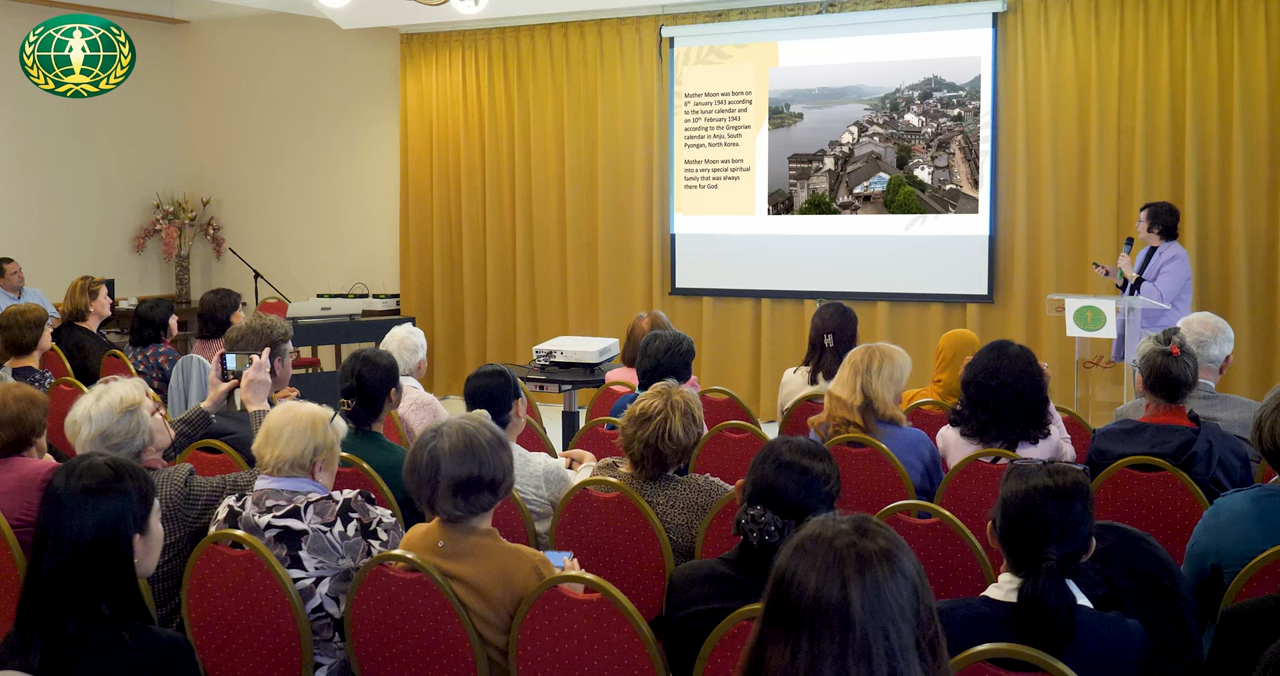 Mother Moon was born on
6th January 1943 according
to the lunar calendar and
on 10th February 1943
according to the Gregorian
calendar in Anju, South
Pyongan, North Korea.
Mother Moon was born
into a very special spiritual
family that was always
there for God.